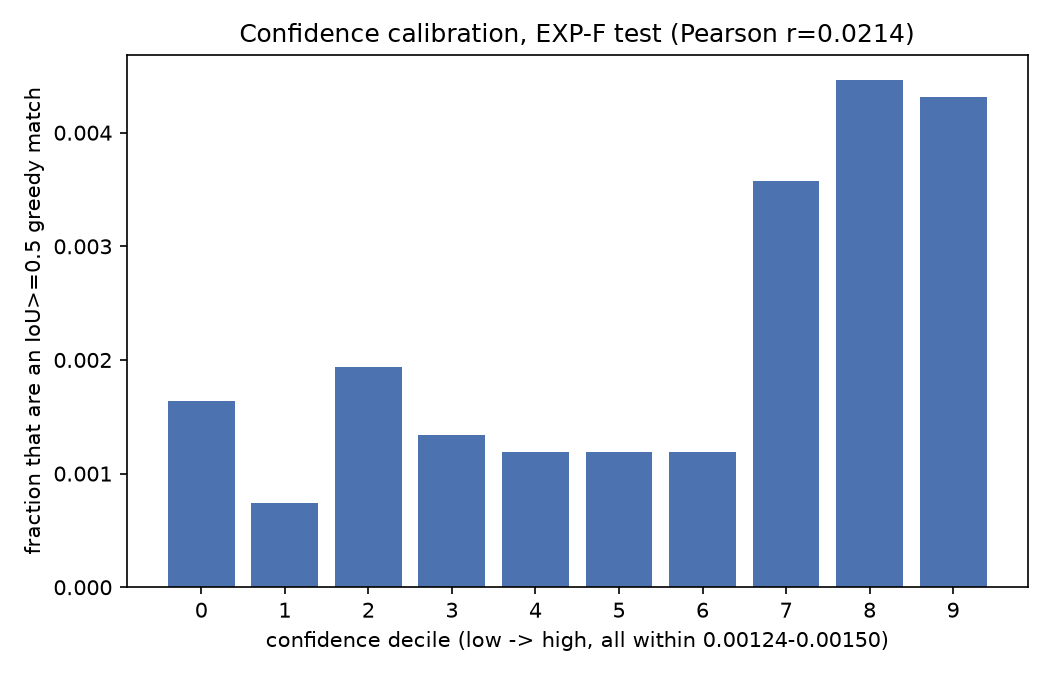 Confidence calibration, EXP-F test (Pearson r=0.0214)
fraction that are an IoU>=0.5 greedy match
0.004
0.003
0.002
0.001
0.000
0 1 2 3 4 5 6 7 8 9
confidence decile (low -> high, all within 0.00124-0.00150)